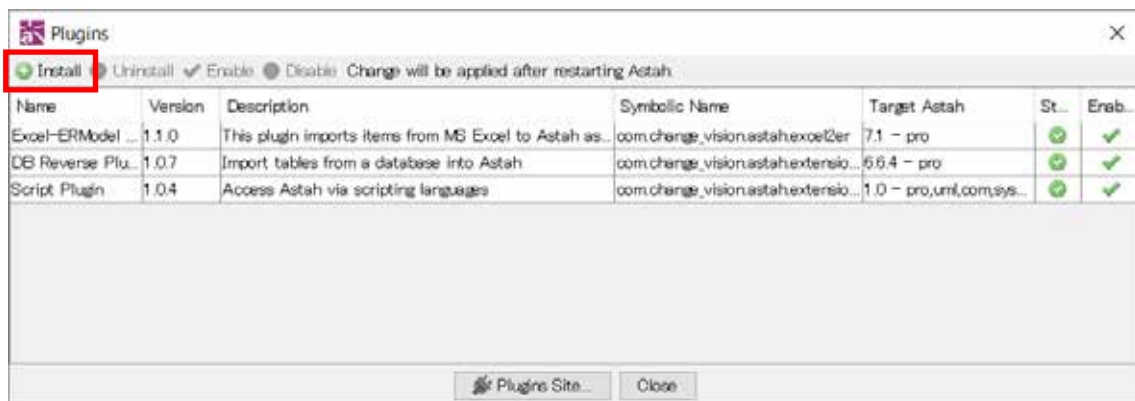 Plugins
Install Uninstall Enable Disable Change will be applied after restarting Astah.
Name Version Description Symbolic Name Target Astah St... Enab...
Excel-ERModel ... 1.1.0 This plugin imports items from MS Excel to Astah as... com.change_vision.astah.excel2er 7.1 - pro
DB Reverse Plu... 1.0.7 Import tables from a database into Astah com.change_vision.astah.extensio... 6.6.4 - pro
Script Plugin 1.0.4 Access Astah via scripting languages com.change_vision.astah.extensio... 1.0 - pro,uml,com,sys...
Plugins Site... Close